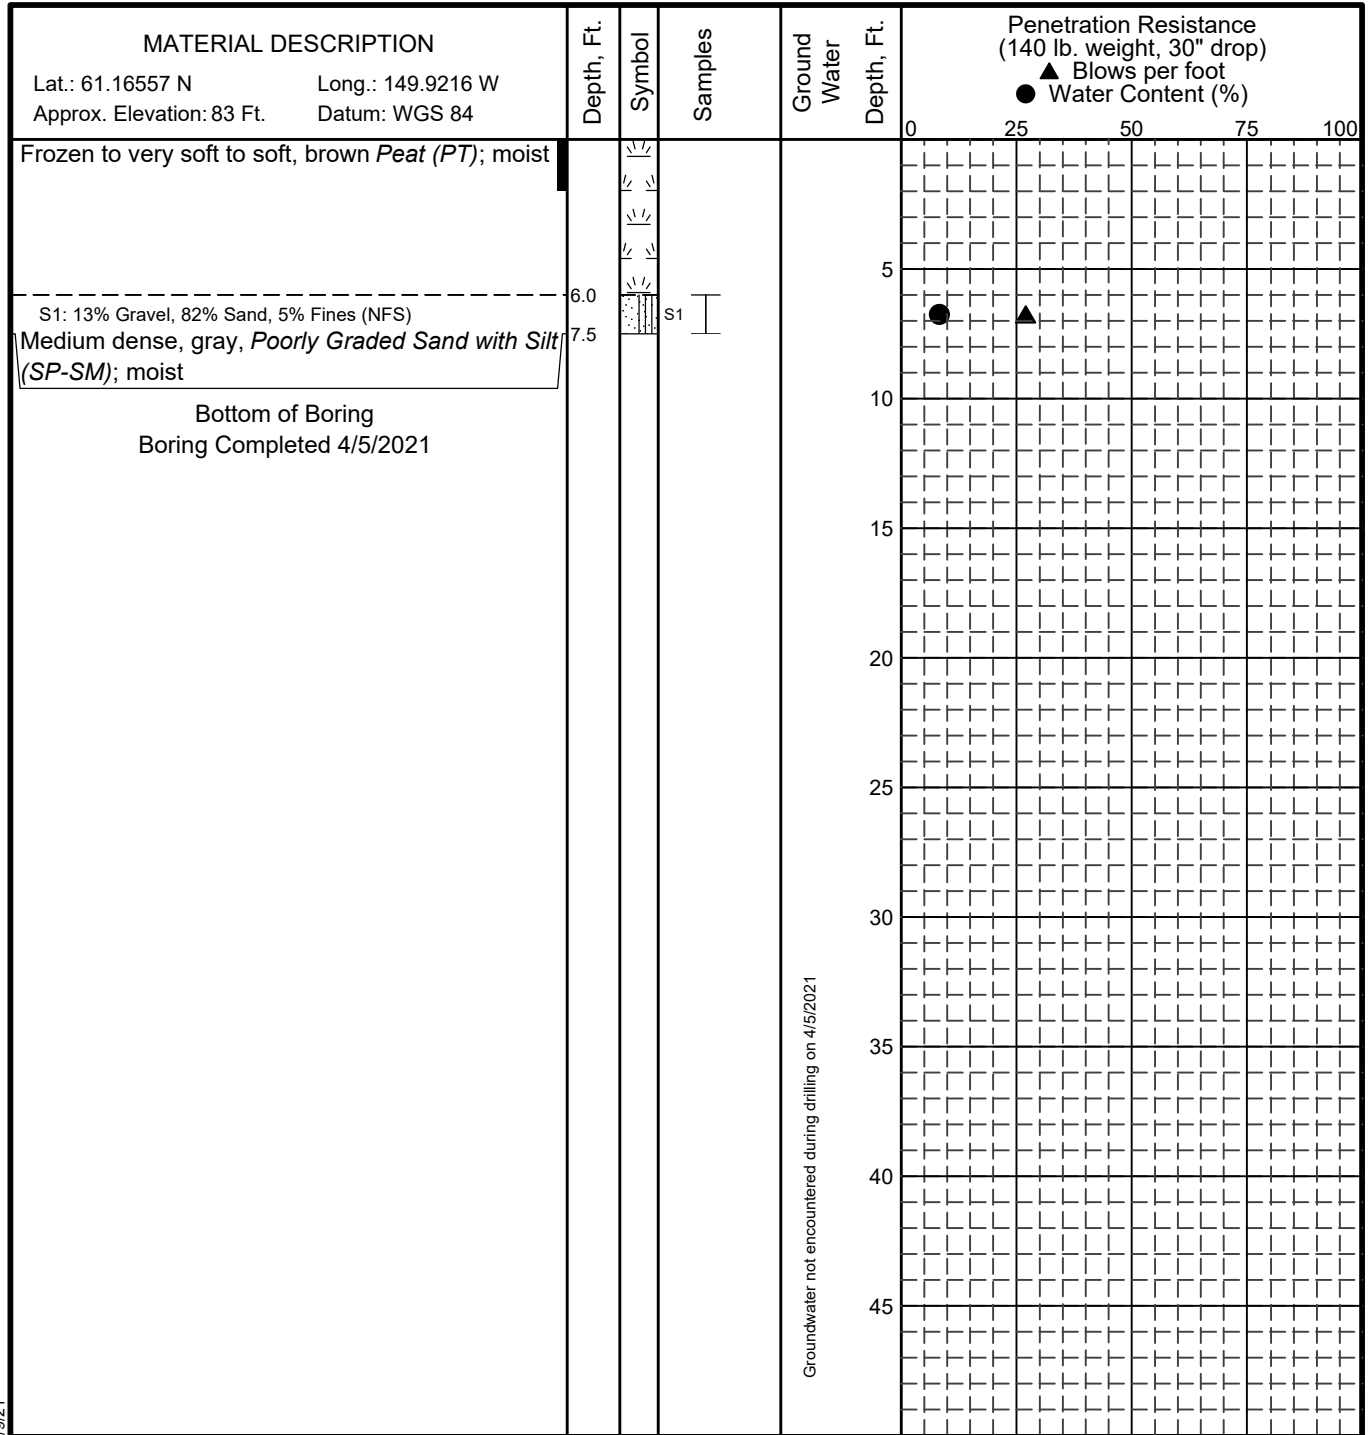 MATERIAL DESCRIPTION
Lat.: 61.16557 N Long.: 149.9216 W
Approx. Elevation: 83 Ft. Datum: WGS 84
Depth, Ft.
Symbol
Samples
Ground
Water
Depth, Ft.
Penetration Resistance
(140 lb. weight, 30" drop)
▲ Blows per foot
● Water Content (%)
0 25 50 75 100
Frozen to very soft to soft, brown Peat (PT); moist
5
6.0
S1: 13% Gravel, 82% Sand, 5% Fines (NFS)
S1
Medium dense, gray, Poorly Graded Sand with Silt
7.5
(SP-SM); moist
10
Bottom of Boring
Boring Completed 4/5/2021
15
20
25
30
35
40
45
Groundwater not encountered during drilling on 4/5/2021